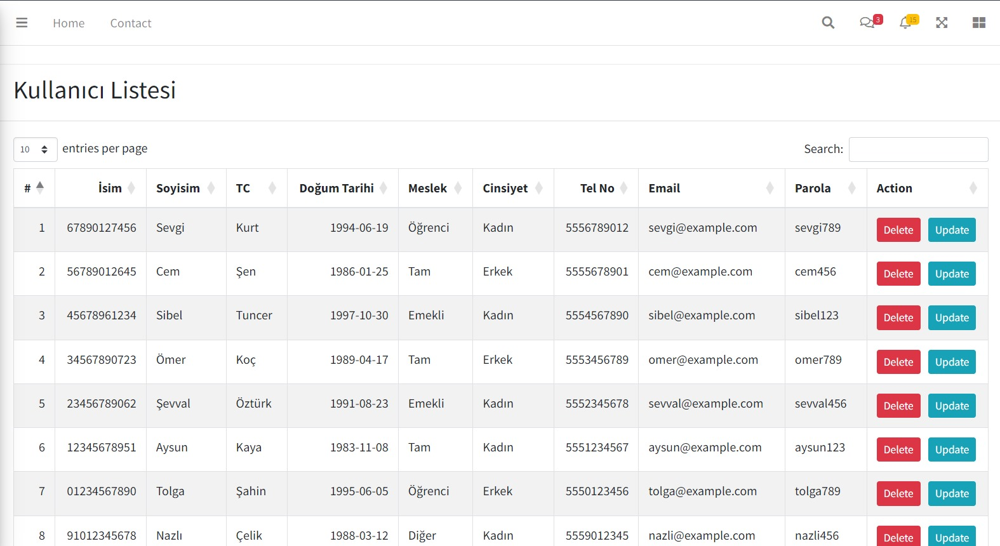 Home Contact 3 15
Kullanıcı Listesi
10 entries per page Search:
# İsim Soyisim TC Doğum Tarihi Meslek Cinsiyet Tel No Email Parola Action
1 67890127456 Sevgi Kurt 1994-06-19 Öğrenci Kadın 5556789012 sevgi@example.com sevgi789 Delete Update
2 56789012645 Cem Şen 1986-01-25 Tam Erkek 5555678901 cem@example.com cem456 Delete Update
3 45678961234 Sibel Tuncer 1997-10-30 Emekli Kadın 5554567890 sibel@example.com sibel123 Delete Update
4 34567890723 Ömer Koç 1989-04-17 Tam Erkek 5553456789 omer@example.com omer789 Delete Update
5 23456789062 Şevval Öztürk 1991-08-23 Emekli Kadın 5552345678 sevval@example.com sevval456 Delete Update
6 12345678951 Aysun Kaya 1983-11-08 Tam Kadın 5551234567 aysun@example.com aysun123 Delete Update
7 01234567890 Tolga Şahin 1995-06-05 Öğrenci Erkek 5550123456 tolga@example.com tolga789 Delete Update
8 91012345678 Nazlı Çelik 1988-03-12 Diğer Kadın 5559012345 nazli@example.com nazli456 Delete Update